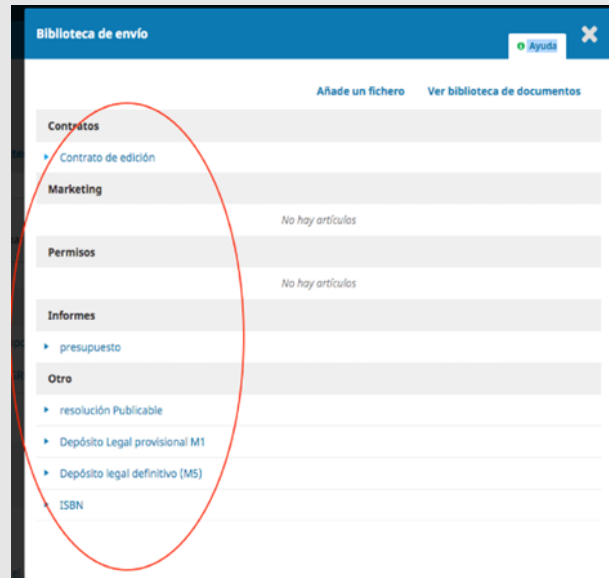 Biblioteca de envío
Ayuda
Añade un fichero Ver biblioteca de documentos
Contratos
Contrato de edición
Marketing
No hay artículos
Permisos
No hay artículos
Informes
presupuesto
Otro
resolución Publicable
Depósito Legal provisional M1
Depósito legal definitivo (M5)
ISBN